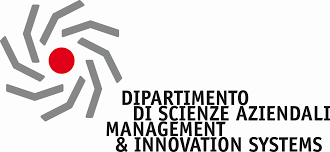 DIPARTIMENTO
DI SCIENZE AZIENDALI
MANAGEMENT
& INNOVATION SYSTEMS